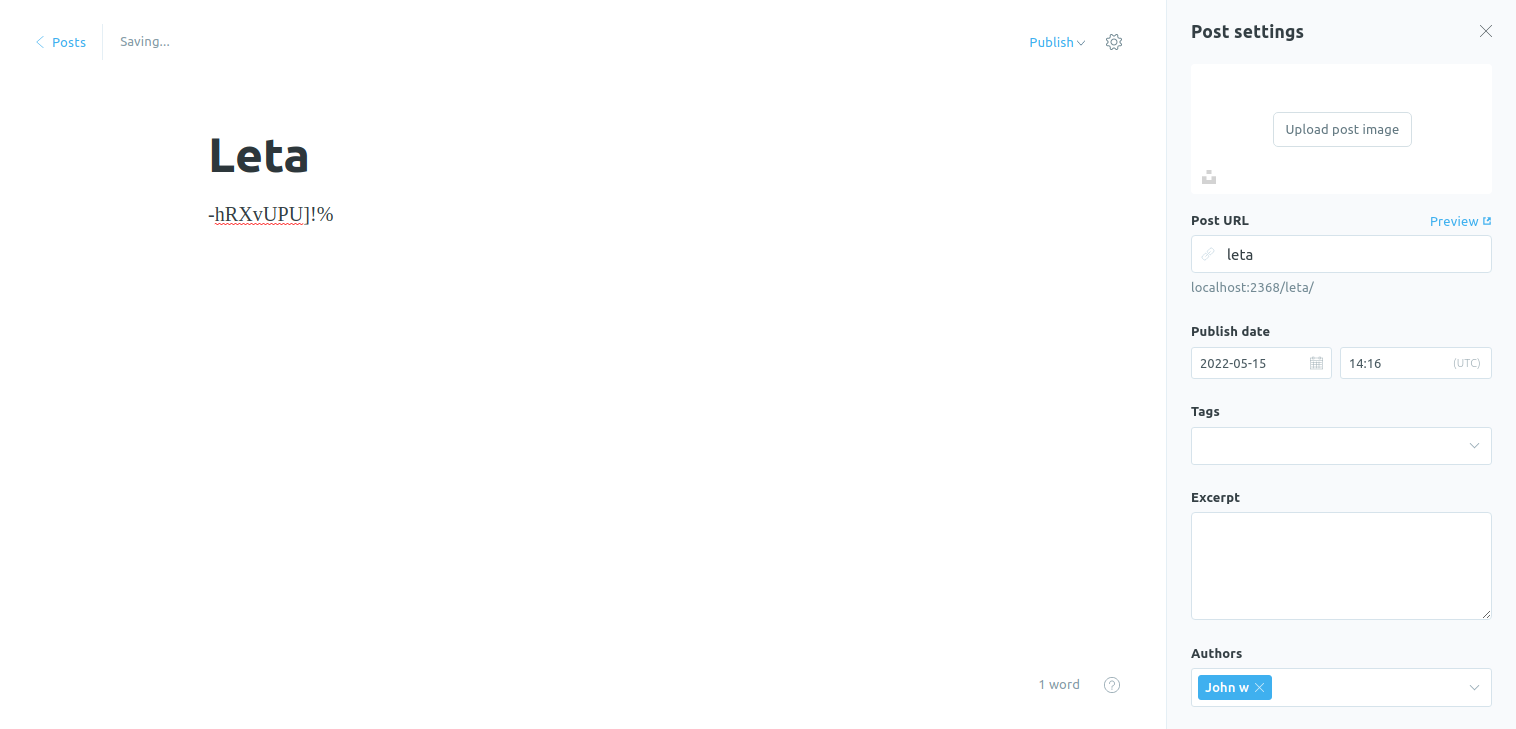 Posts
Saving...
Publish
Leta
-hRXvUPU]!%
1 word
?
Post settings
Upload post image
Post URL
Preview
leta
localhost:2368/leta/
Publish date
2022-05-15
14:16 (UTC)
Tags
Excerpt
Authors
John w